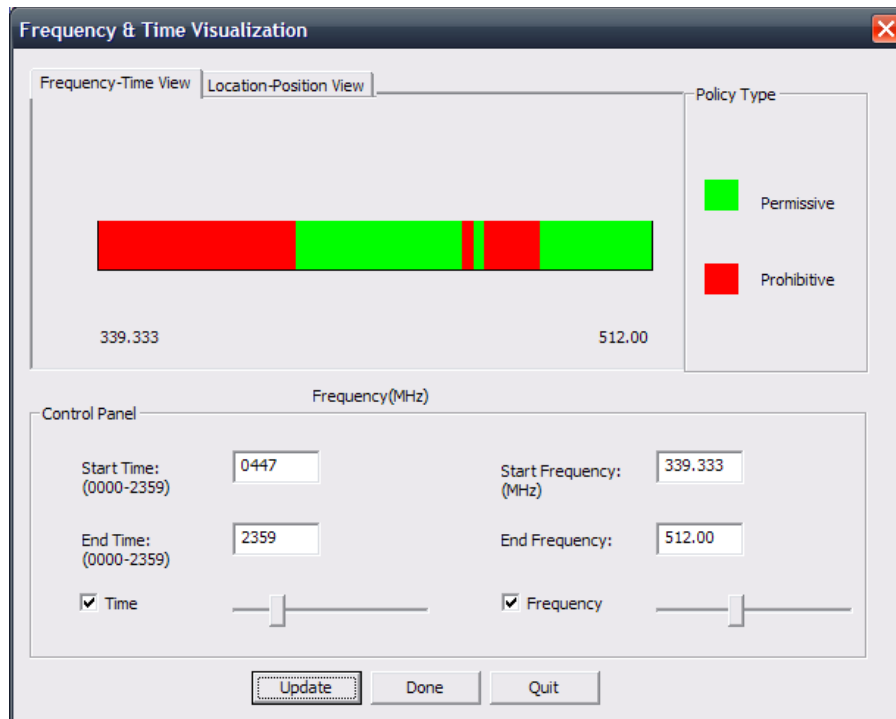 Frequency & Time Visualization
Frequency-Time View
Location-Position View
Policy Type
Permissive
Prohibitive
339.333
512.00
Frequency(MHz)
Control Panel
Start Time:
(0000-2359)
0447
Start Frequency:
(MHz)
339.333
End Time:
(0000-2359)
2359
End Frequency:
512.00
Time
Frequency
Update
Done
Quit